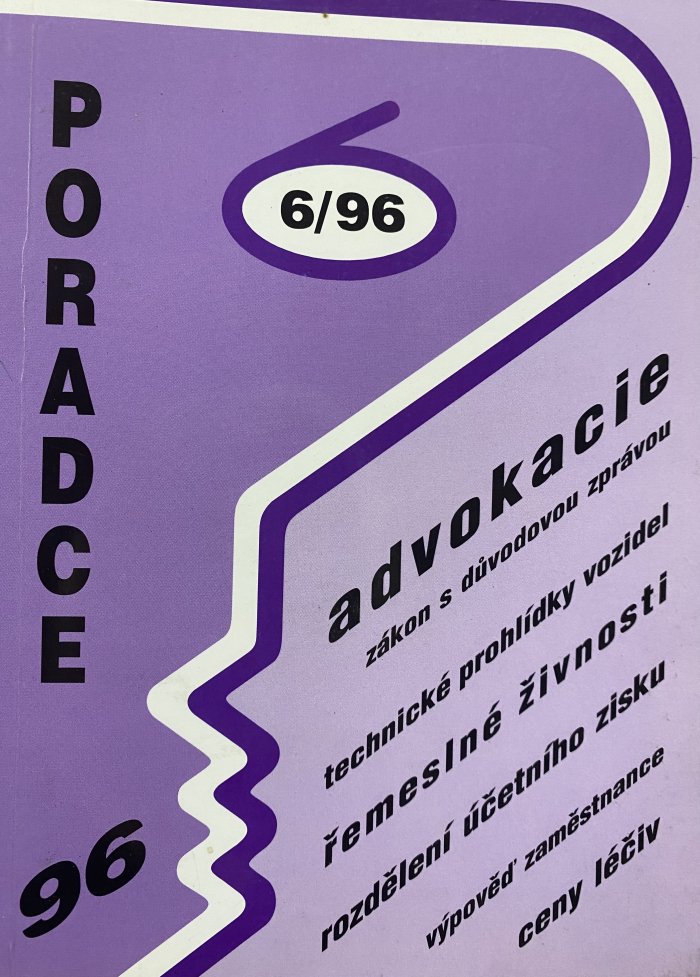 PORADCE
6/96
advokacie
zákon s důvodovou zprávou
technické prohlídky vozidel
řemeslné živnosti
rozdělení účetního zisku
výpověď zaměstnance
ceny léčiv
96